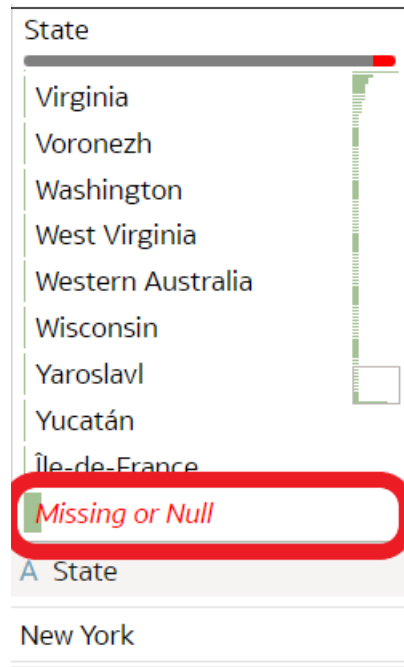 State
Virginia
Voronezh
Washington
West Virginia
Western Australia
Wisconsin
Yaroslavl
Yucatán
Île-de-France
Missing or Null
A State
New York